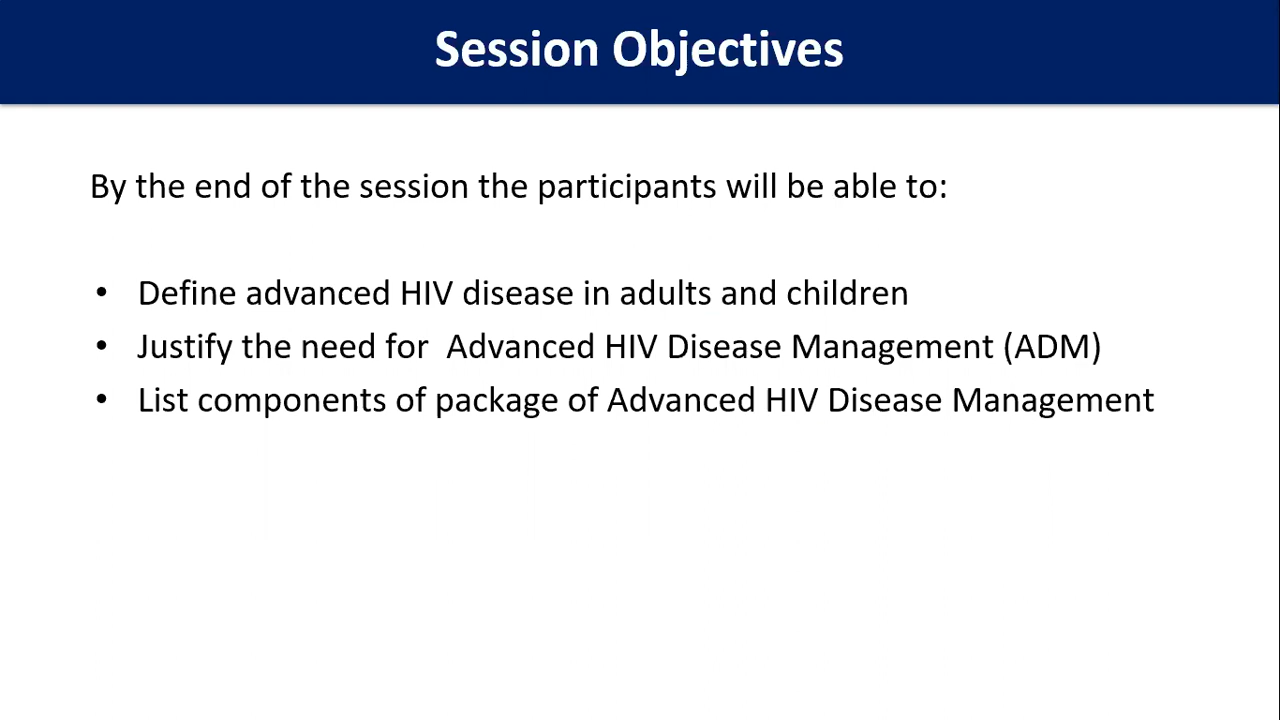 Session Objectives
By the end of the session the participants will be able to:
• Define advanced HIV disease in adults and children
• Justify the need for  Advanced HIV Disease Management (ADM)
• List components of package of Advanced HIV Disease Management